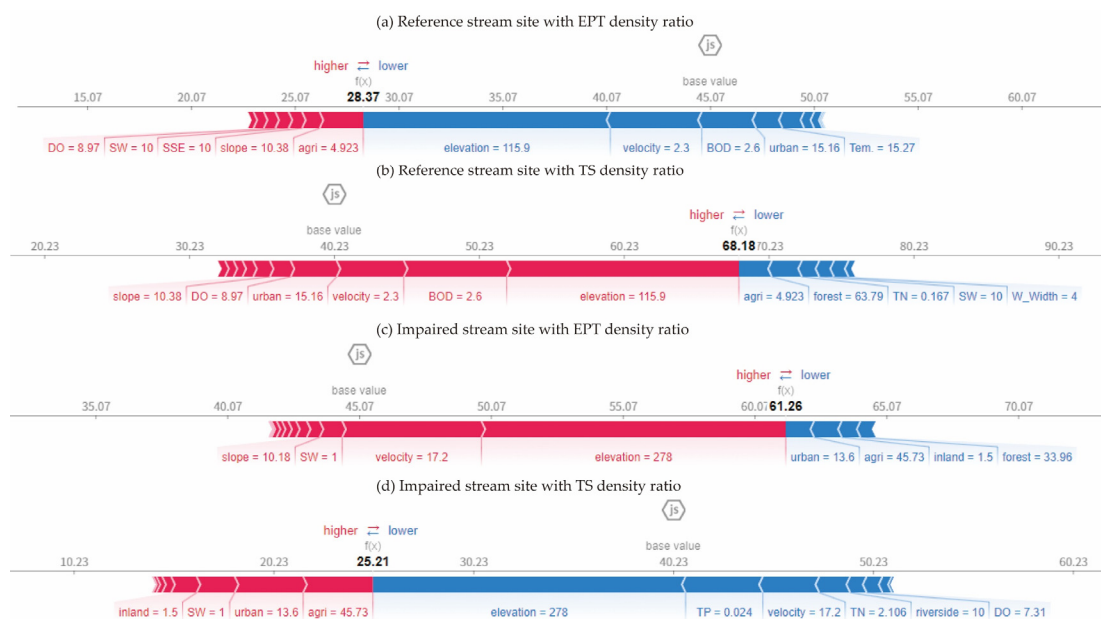 (a) Reference stream site with EPT density ratio
js
higher lower
f(x) base value
15.07 20.07 25.07 28.37 30.07 35.07 40.07 45.07 50.07 55.07 60.07
DO = 8.97 SW = 10 SSE = 10 slope = 10.38 agri = 4.923 elevation = 115.9 velocity = 2.3 BOD = 2.6 urban = 15.16 Tem. = 15.27
(b) Reference stream site with TS density ratio
js
higher lower
base value f(x)
20.23 30.23 40.23 50.23 60.23 68.18 70.23 80.23 90.23
slope = 10.38 DO = 8.97 urban = 15.16 velocity = 2.3 BOD = 2.6 elevation = 115.9 agri = 4.923 forest = 63.79 TN = 0.167 SW = 10 W_Width = 4
(c) Impaired stream site with EPT density ratio
js
higher lower
base value f(x)
35.07 40.07 45.07 50.07 55.07 60.07 61.26 65.07 70.07
slope = 10.18 SW = 1 velocity = 17.2 elevation = 278 urban = 13.6 agri = 45.73 inland = 1.5 forest = 33.96
(d) Impaired stream site with TS density ratio
js
higher lower
f(x) base value
10.23 20.23 25.21 30.23 40.23 50.23 60.23
inland = 1.5 SW = 1 urban = 13.6 agri = 45.73 elevation = 278 TP = 0.024 velocity = 17.2 TN = 2.106 riverside = 10 DO = 7.31